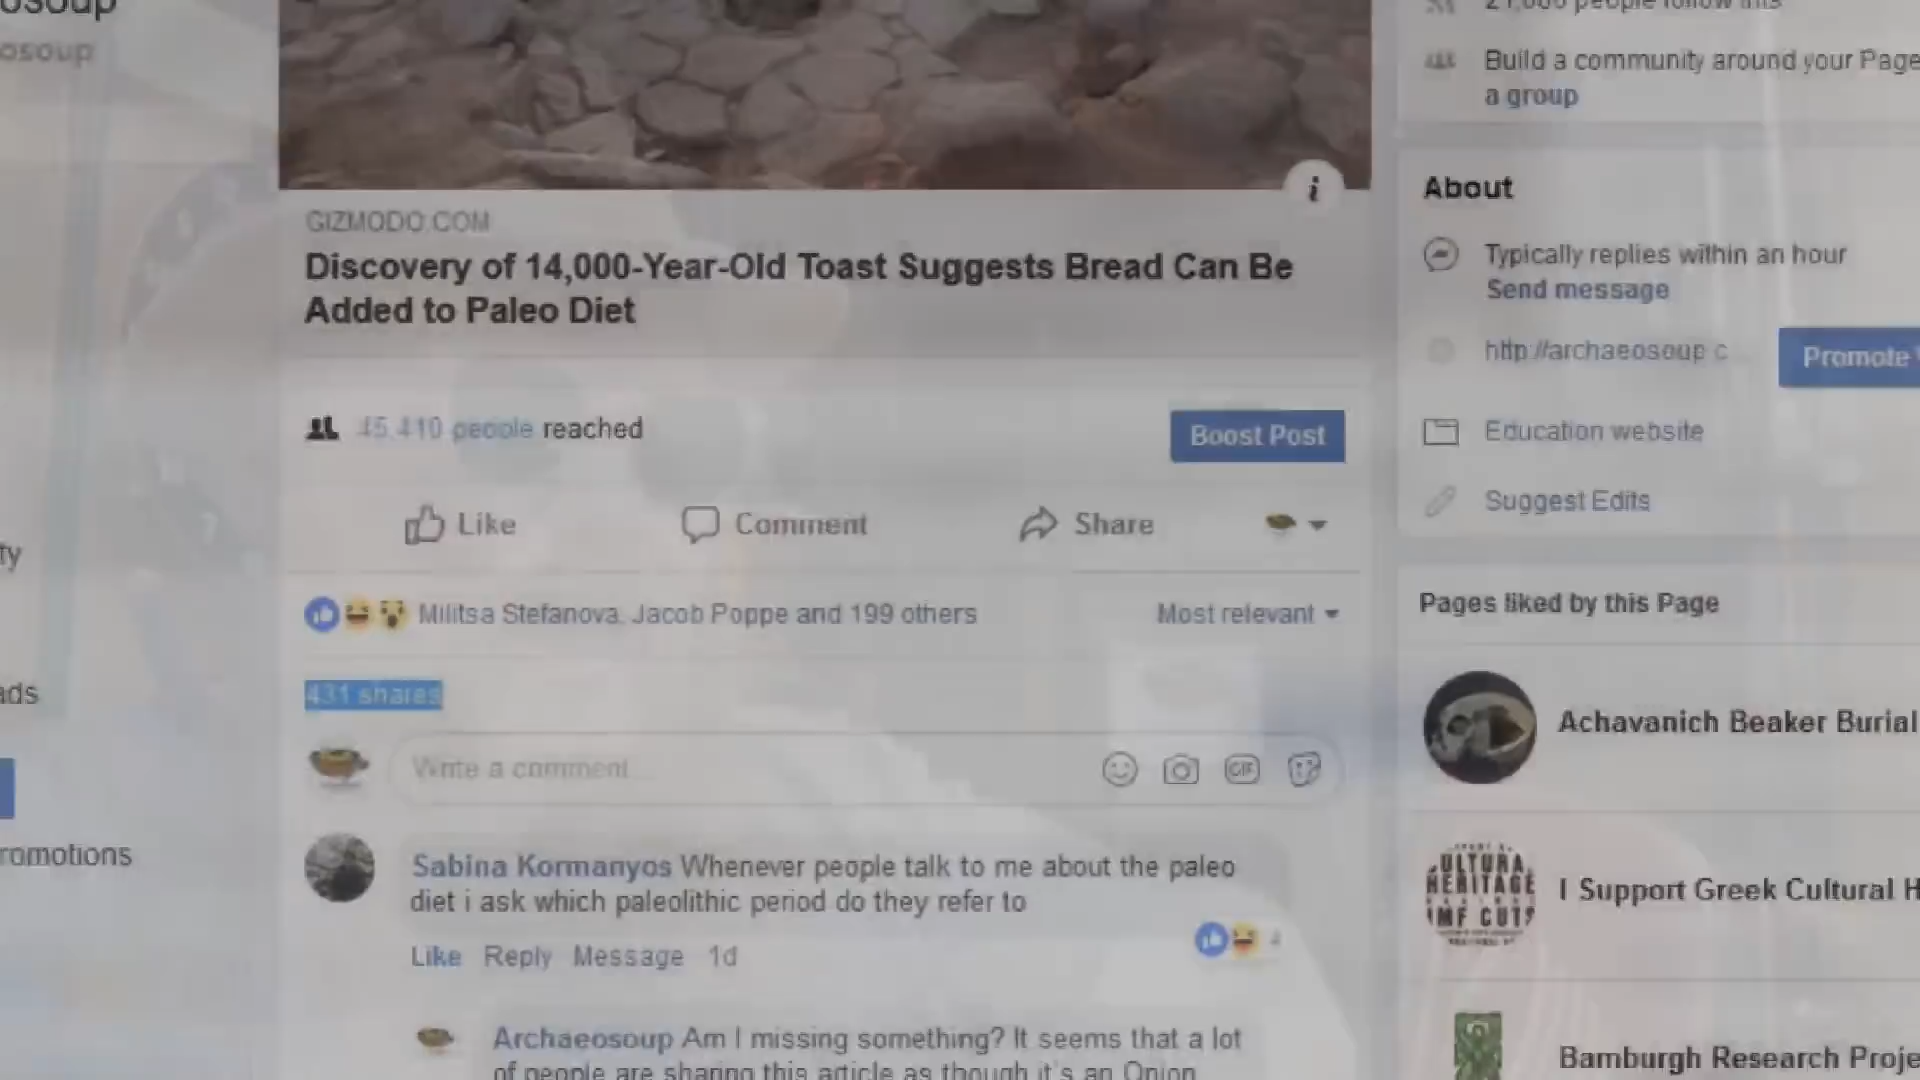 osoup
osoup
ty
ads
romotions
GIZMODO.COM
Discovery of 14,000-Year-Old Toast Suggests Bread Can Be
Added to Paleo Diet
45,410 people reached
Boost Post
Like Comment Share
Militsa Stefanova, Jacob Poppe and 199 others
Most relevant
431 shares
Write a comment...
GIF
Sabina Kormanyos Whenever people talk to me about the paleo
diet i ask which paleolithic period do they refer to
4
Like Reply Message 1d
Archaeosoup Am I missing something? It seems that a lot
of people are sharing this article as though it's an Onion
people follow this
Build a community around your Page
a group
About
Typically replies within an hour
Send message
http://archaeosoup.c
Promote
Education website
Suggest Edits
Pages liked by this Page
Achavanich Beaker Burial
ULTURA
HERITAGE
IMF CUTS
I Support Greek Cultural H
Bamburgh Research Proje